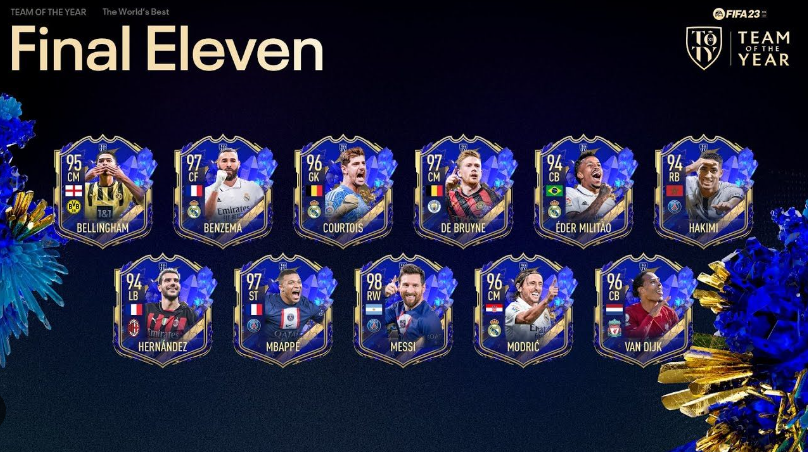 TEAM OF THE YEAR The World's Best
FIFA23
Final Eleven
TEAM
OF THE
YEAR
95
CM
BELLINGHAM
97
CF
BENZEMA
96
GK
COURTOIS
97
CM
DE BRUYNE
94
CB
ÉDER MILITÃO
94
RB
HAKIMI
94
LB
HERNÁNDEZ
97
ST
MBAPPÉ
98
RW
MESSI
96
CM
MODRIĆ
96
CB
VAN DIJK